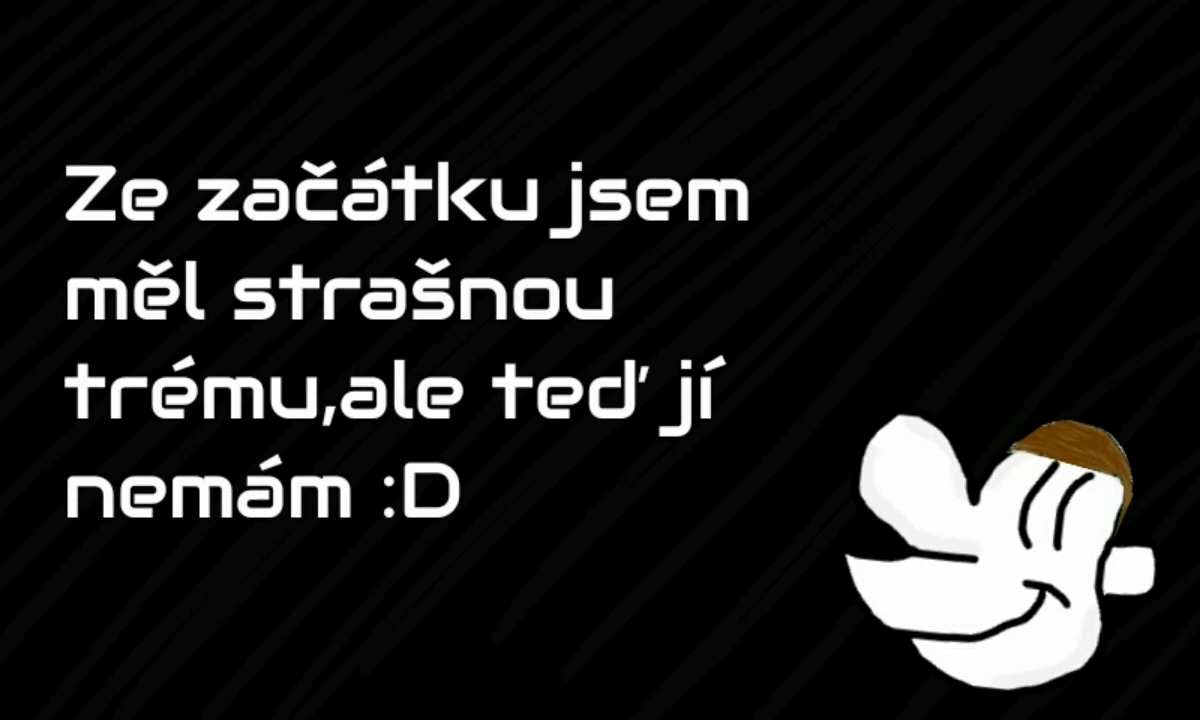 Ze začátku jsem
měl strašnou
trému,ale teď jí
nemám :D